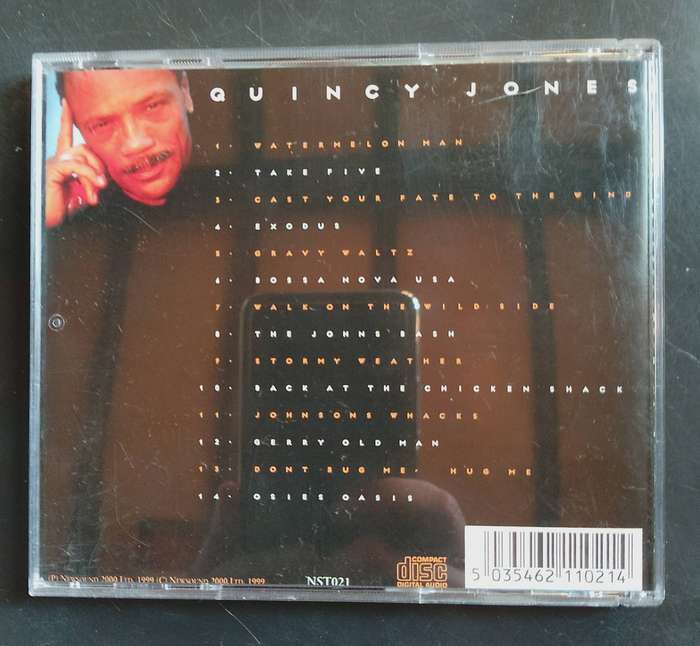 QUINCY JONES
1. WATERMELON MAN
2. TAKE FIVE
3. CAST YOUR FATE TO THE WIND
4. EXODUS
5. GRAVY WALTZ
6. BOSSA NOVA USA
7. WALK ON THE WILD SIDE
8. THE JOHNS BASH
9. STORMY WEATHER
10. BACK AT THE CHICKEN SHACK
11. JOHNSONS WHACKS
12. GERRY OLD MAN
13. DONT BUG ME, HUG ME
14. OSIES OASIS
(P) NEWSOUND 2000 LTD. 1999 (C) NEWSOUND 2000 LTD. 1999
NST021
COMPACT
disc
DIGITAL AUDIO
5 035462 110214